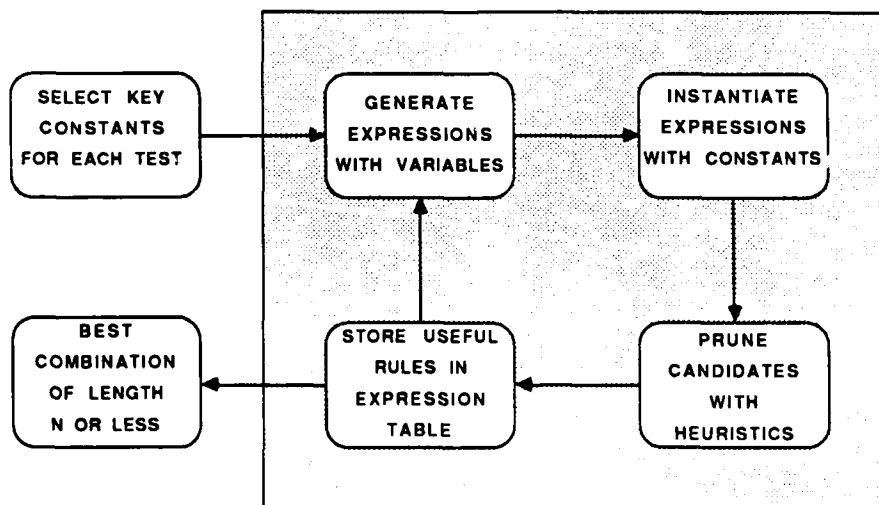 SELECT KEY
CONSTANTS
FOR EACH TEST
GENERATE
EXPRESSIONS
WITH VARIABLES
INSTANTIATE
EXPRESSIONS
WITH CONSTANTS
BEST
COMBINATION
OF LENGTH
N OR LESS
STORE USEFUL
RULES IN
EXPRESSION
TABLE
PRUNE
CANDIDATES
WITH
HEURISTICS